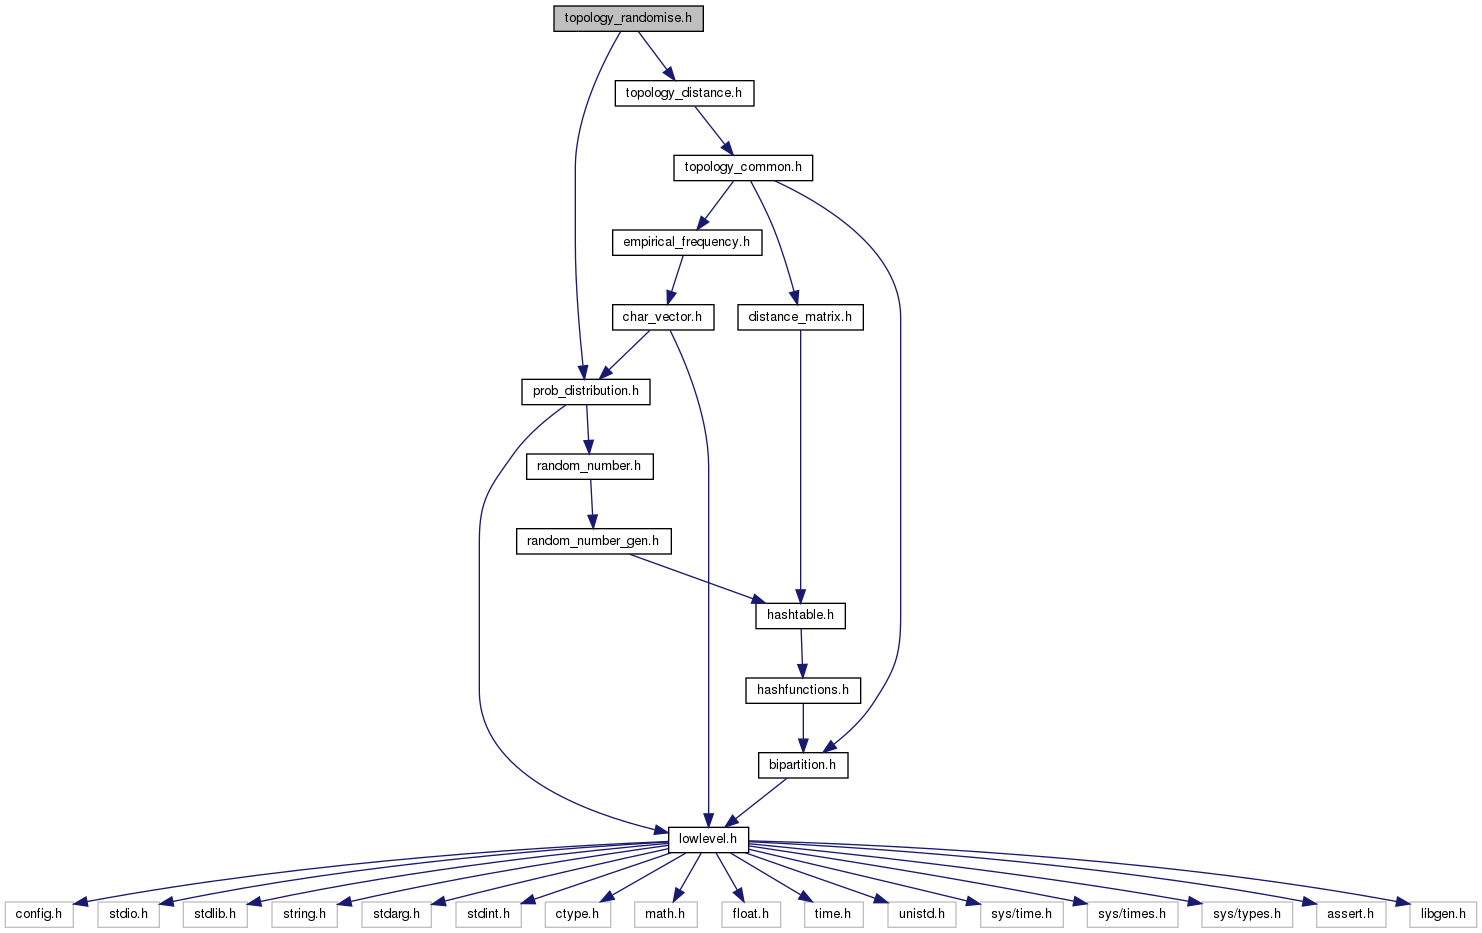 topology_randomise.h
topology_distance.h
topology_common.h
empirical_frequency.h
char_vector.h
distance_matrix.h
prob_distribution.h
random_number.h
random_number_gen.h
hashtable.h
hashfunctions.h
bipartition.h
lowlevel.h
config.h
stdio.h
stdlib.h
string.h
stdarg.h
stdint.h
ctype.h
math.h
float.h
time.h
unistd.h
sys/time.h
sys/times.h
sys/types.h
assert.h
libgen.h